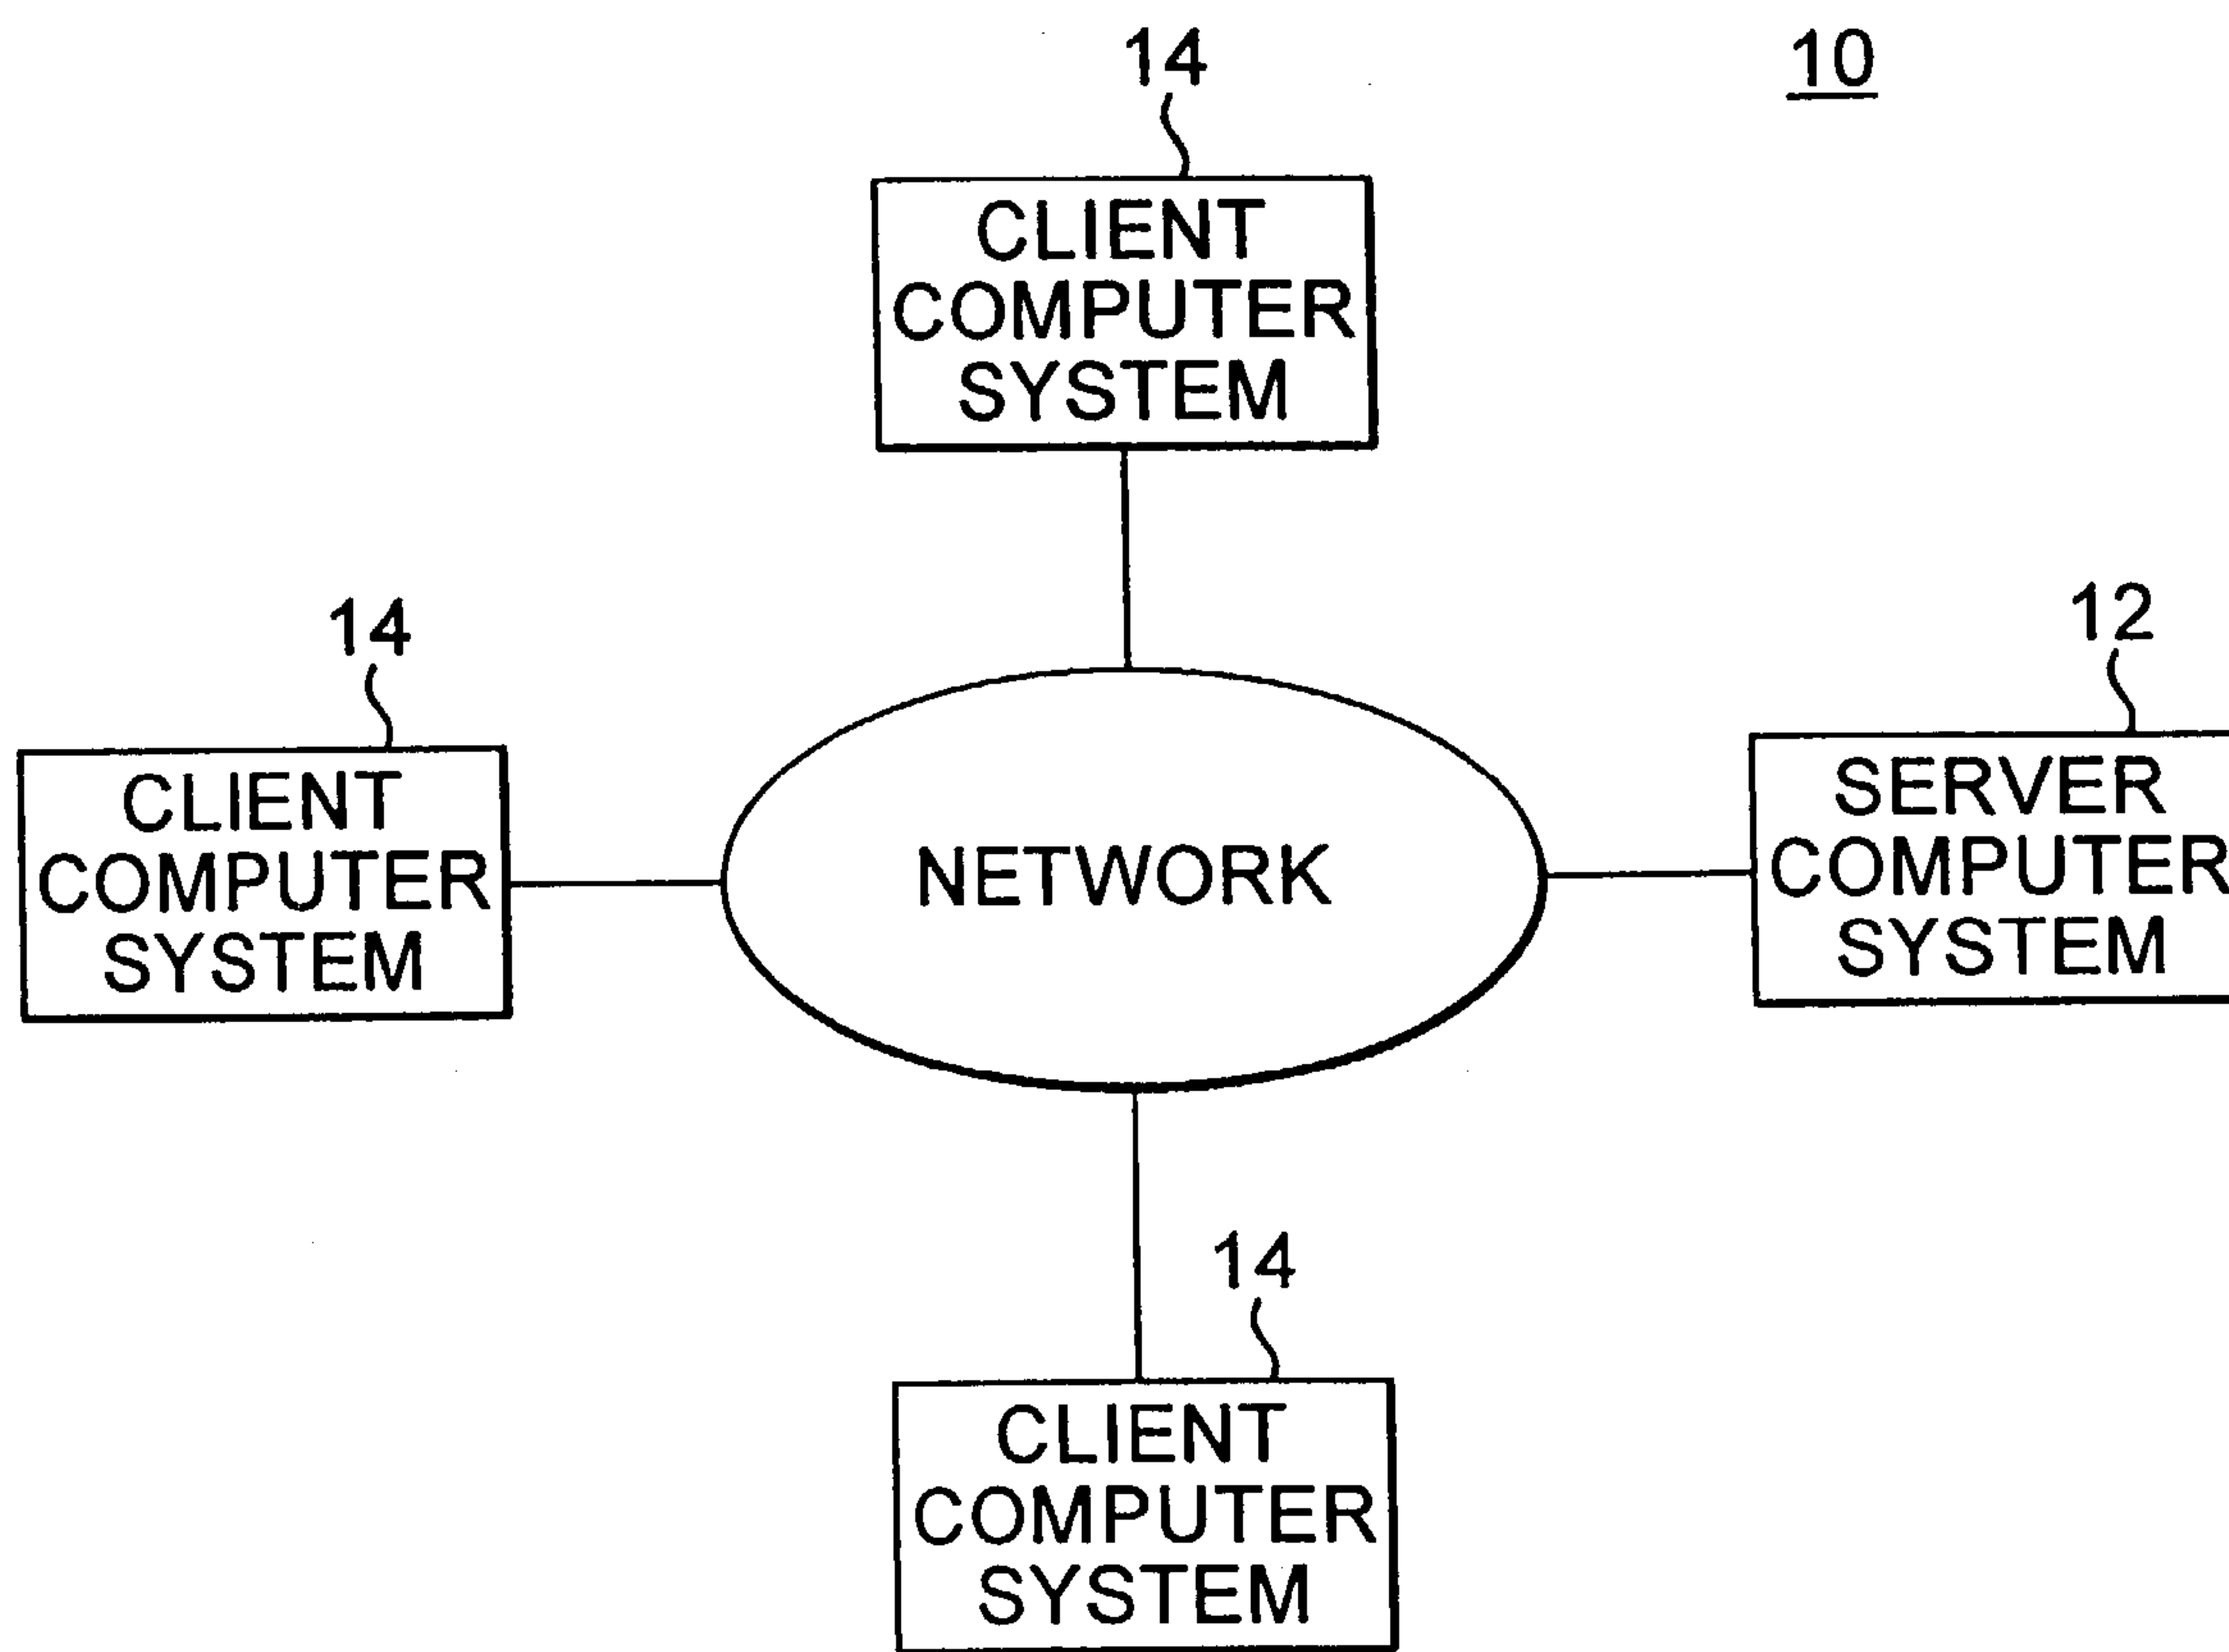 14
10
CLIENT
COMPUTER
SYSTEM
14
12
CLIENT
COMPUTER
SYSTEM
NETWORK
SERVER
COMPUTER
SYSTEM
14
CLIENT
COMPUTER
SYSTEM